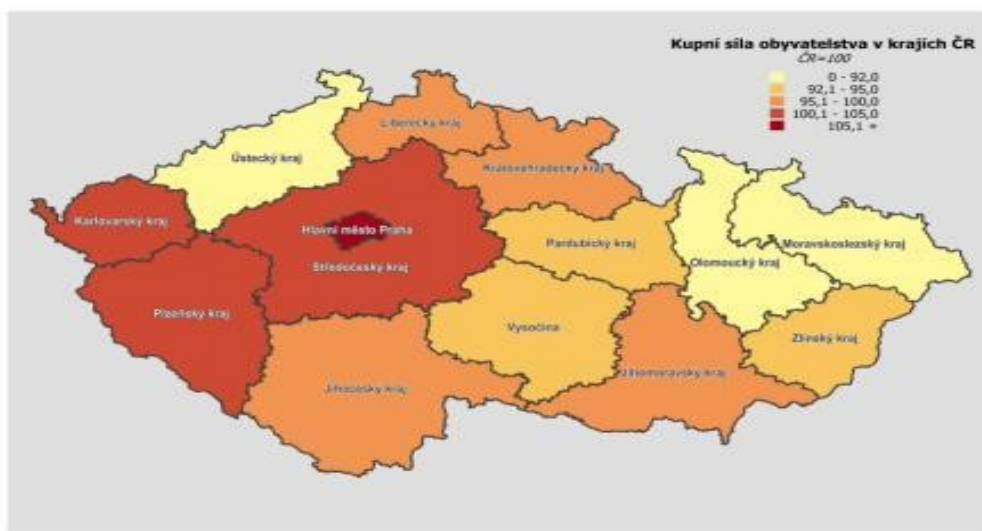 Kupní síla obyvatelstva v krajích ČR
ČR=100
0 - 92,0
92,1 - 95,0
95,1 - 100,0
100,1 - 105,0
105,1 +
Liberecký kraj
Ústecký kraj
Královéhradecký kraj
Karlovarský kraj
Hlavní město Praha
Pardubický kraj
Moravskoslezský kraj
Středočeský kraj
Olomoucký kraj
Plzeňský kraj
Vysočina
Zlínský kraj
Jihomoravský kraj
Jihočeský kraj